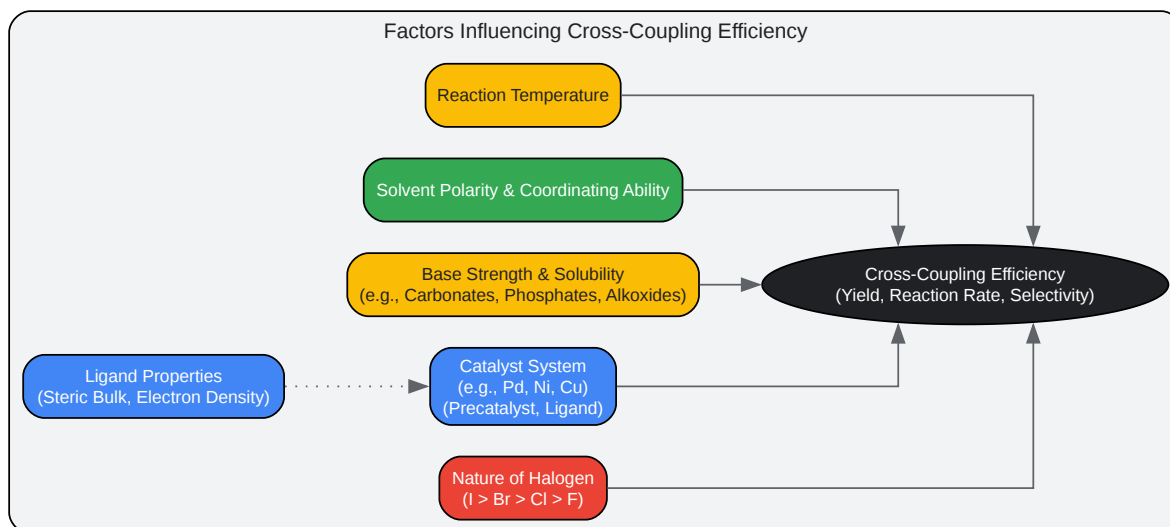 Factors Influencing Cross-Coupling Efficiency
Reaction Temperature
Solvent Polarity & Coordinating Ability
Base Strength & Solubility
(e.g., Carbonates, Phosphates, Alkoxides)
Cross-Coupling Efficiency
(Yield, Reaction Rate, Selectivity)
Ligand Properties
(Steric Bulk, Electron Density)
Catalyst System
(e.g., Pd, Ni, Cu)
(Precatalyst, Ligand)
Nature of Halogen
(I > Br > Cl > F)